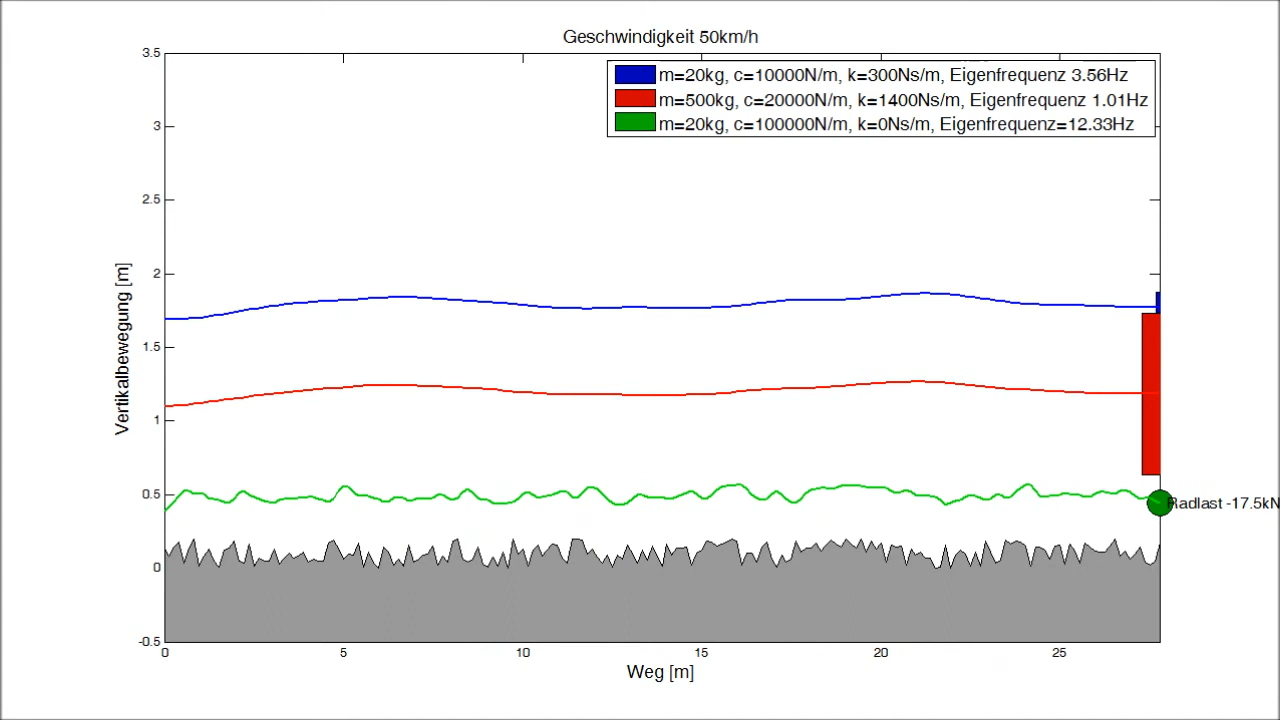 Geschwindigkeit 50km/h
3.5
m=20kg, c=10000N/m, k=300Ns/m, Eigenfrequenz 3.56Hz
m=500kg, c=20000N/m, k=1400Ns/m, Eigenfrequenz 1.01Hz
m=20kg, c=100000N/m, k=0Ns/m, Eigenfrequenz=12.33Hz
3
2.5
2
1.5
1
0.5
0
-0.5
Vertikalbewegung [m]
Radlast -17.5kN
0 5 10 15 20 25
Weg [m]